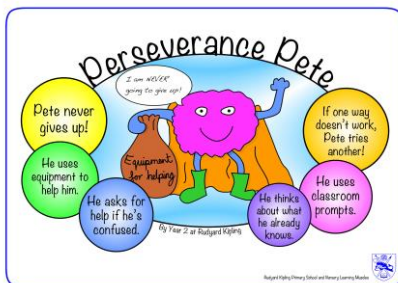 Perseverance Pete
I am NEVER
going to give up!
Pete never
gives up!
He uses
equipment to
help him.
He asks for
help if he's
confused.
Equipment
for helping
If one way
doesn't work,
Pete tries
another!
He uses
classroom
prompts.
He thinks
about what
he already
knows.
By Year 2 at Rudyard Kipling
Rudyard Kipling Primary School and Nursery Learning Muscles